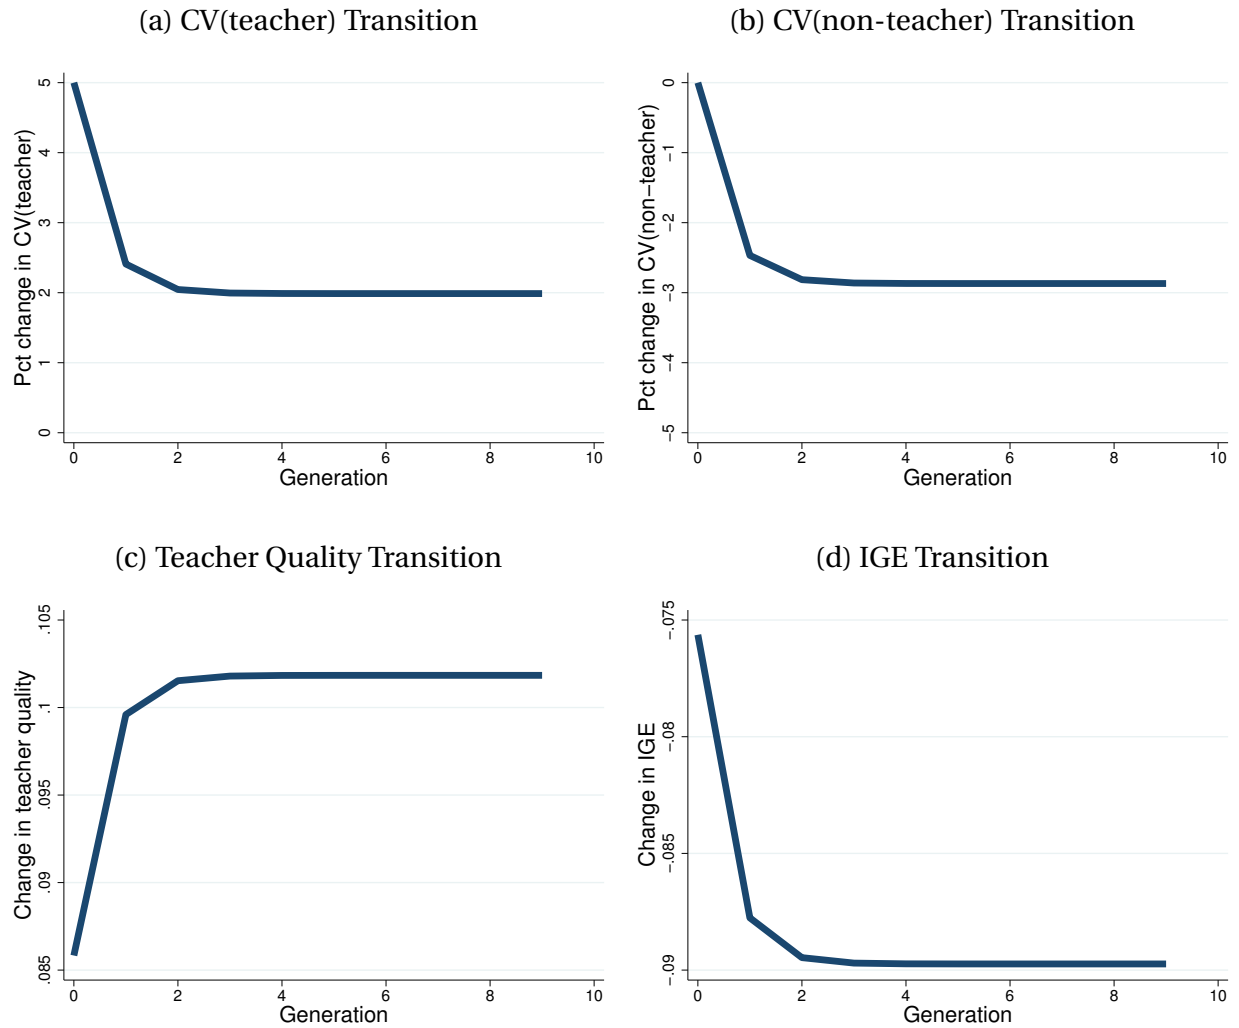 (a) CV(teacher) Transition
Pct change in CV(teacher)
5
4
3
2
1
0
0 2 4 6 8 10
Generation
(b) CV(non-teacher) Transition
Pct change in CV(non−teacher)
0
−1
−2
−3
−4
−5
0 2 4 6 8 10
Generation
(c) Teacher Quality Transition
Change in teacher quality
.105
.1
.095
.09
.085
0 2 4 6 8 10
Generation
(d) IGE Transition
Change in IGE
−.075
−.08
−.085
−.09
0 2 4 6 8 10
Generation